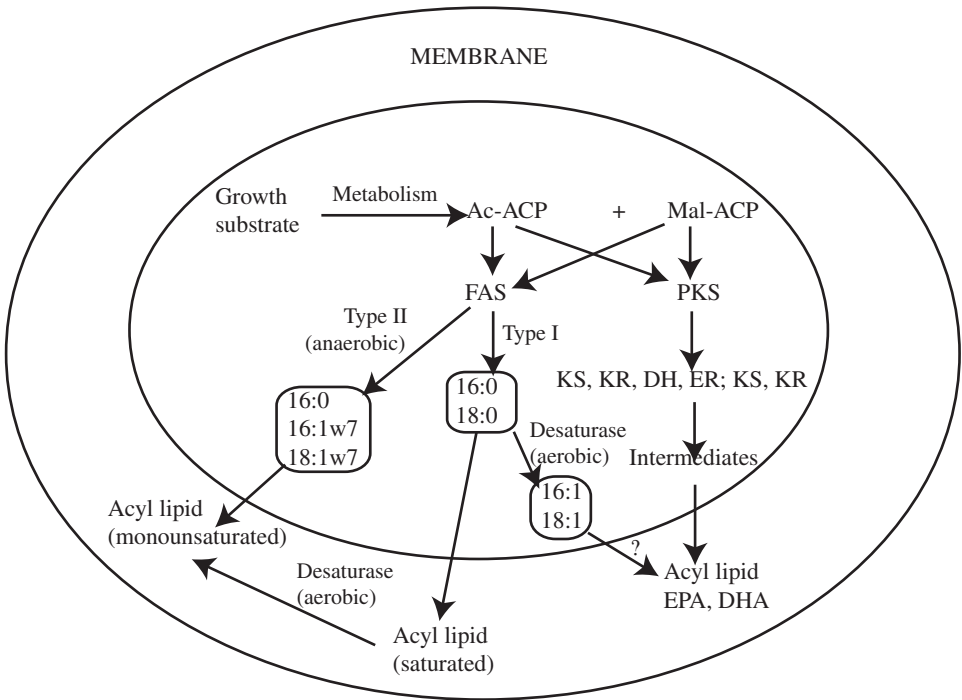 MEMBRANE
Growth
substrate
Metabolism
Ac-ACP + Mal-ACP
FAS
PKS
Type II
(anaerobic)
Type I
KS, KR, DH, ER; KS, KR
16:0
16:1w7
18:1w7
16:0
18:0
Desaturase
(aerobic)
Intermediates
16:1
18:1
Acyl lipid
(monounsaturated)
?
Desaturase
(aerobic)
Acyl lipid
EPA, DHA
Acyl lipid
(saturated)